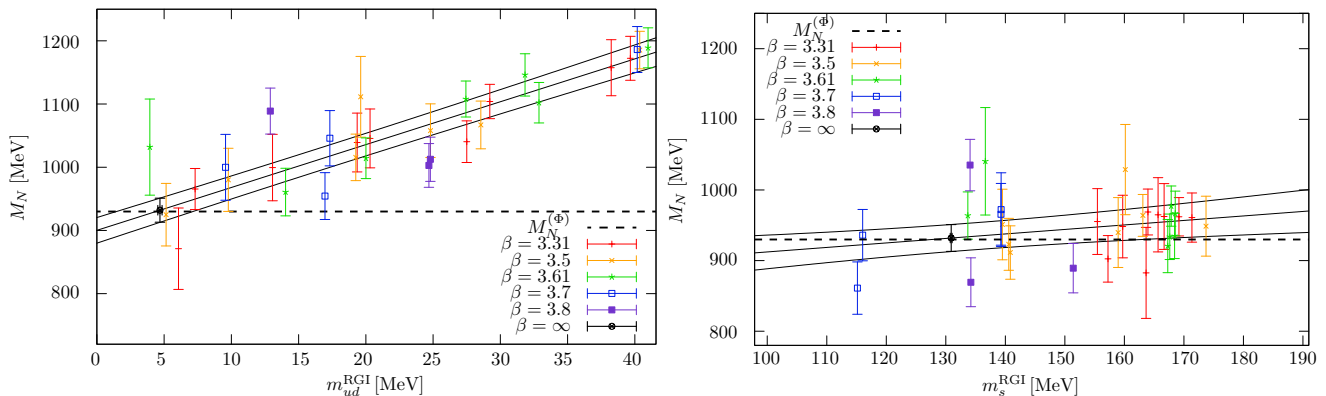 1200
1100
1000
900
800
M_N [MeV]
0 5 10 15 20 25 30 35 40
m_{ud}^{RGI} [MeV]
M_N^{(Φ)}
β = 3.31
β = 3.5
β = 3.61
β = 3.7
β = 3.8
β = ∞
1200
1100
1000
900
800
M_N [MeV]
100 110 120 130 140 150 160 170 180 190
m_s^{RGI} [MeV]
M_N^{(Φ)}
β = 3.31
β = 3.5
β = 3.61
β = 3.7
β = 3.8
β = ∞